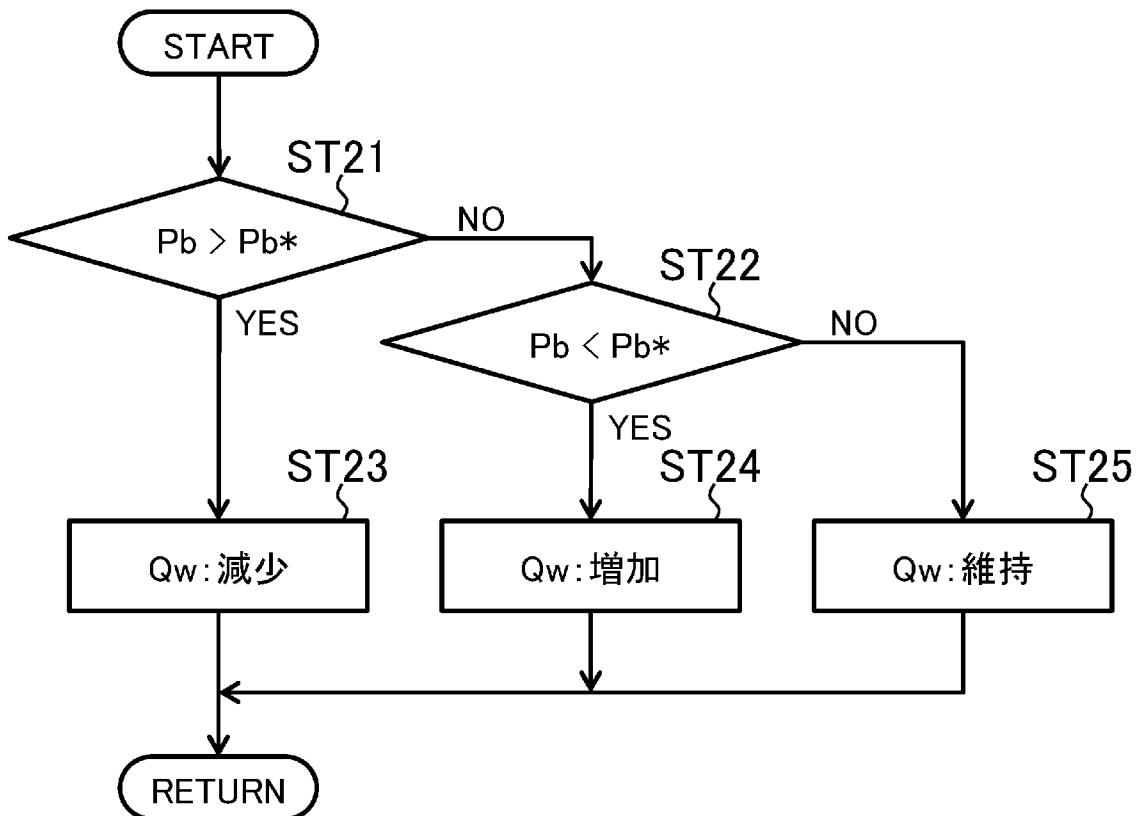 START
ST21
Pb > Pb*
NO
ST22
YES
Pb < Pb*
NO
YES
ST23
ST24
ST25
Qw:減少
Qw:増加
Qw:維持
RETURN